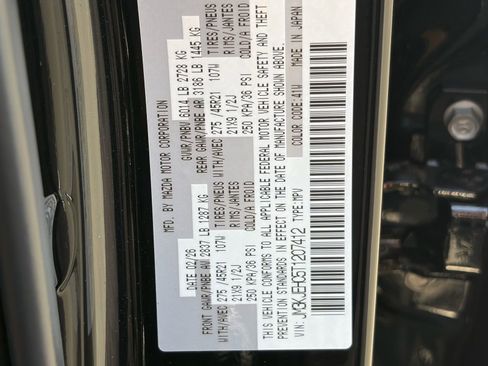 MFD. BY MAZDA MOTOR CORPORATION
DATE 02/26 GVWR/PNBV 6014 LB 2728 KG
FRONT GAWR/PNBE AV 2837 LB 1287 KG REAR GAWR/PNBE AR 3186 LB 1445 KG
WITH/AVEC 275 /45R21 107W TIRES/PNEUS WITH/AVEC 275 /45R21 107W TIRES/PNEUS
21X9 1/2J RIMS/JANTES 21X9 1/2J RIMS/JANTES
250 KPA/36 PSI COLD/A FROID 250 KPA/36 PSI COLD/A FROID
THIS VEHICLE CONFORMS TO ALL APPLICABLE FEDERAL MOTOR VEHICLE SAFETY AND THEFT
PREVENTION STANDARDS IN EFFECT ON THE DATE OF MANUFACTURE SHOWN ABOVE.
VIN: JM3KJEHC5T1207412 TYPE:MPV COLOR CODE:41W MADE IN JAPAN